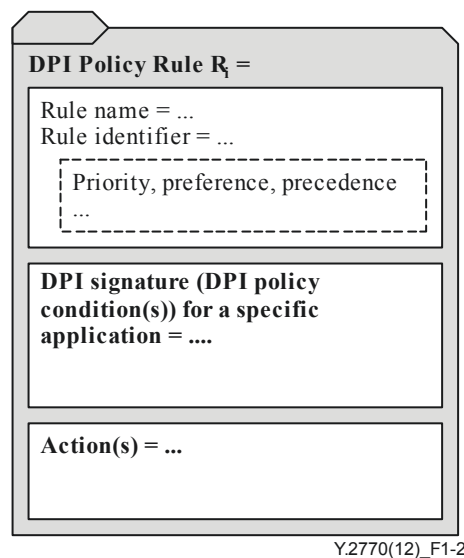 DPI Policy Rule Ri =
Rule name = ...
Rule identifier = ...
Priority, preference, precedence
...
DPI signature (DPI policy
condition(s)) for a specific
application = ....
Action(s) = ...
Y.2770(12)_F1-2